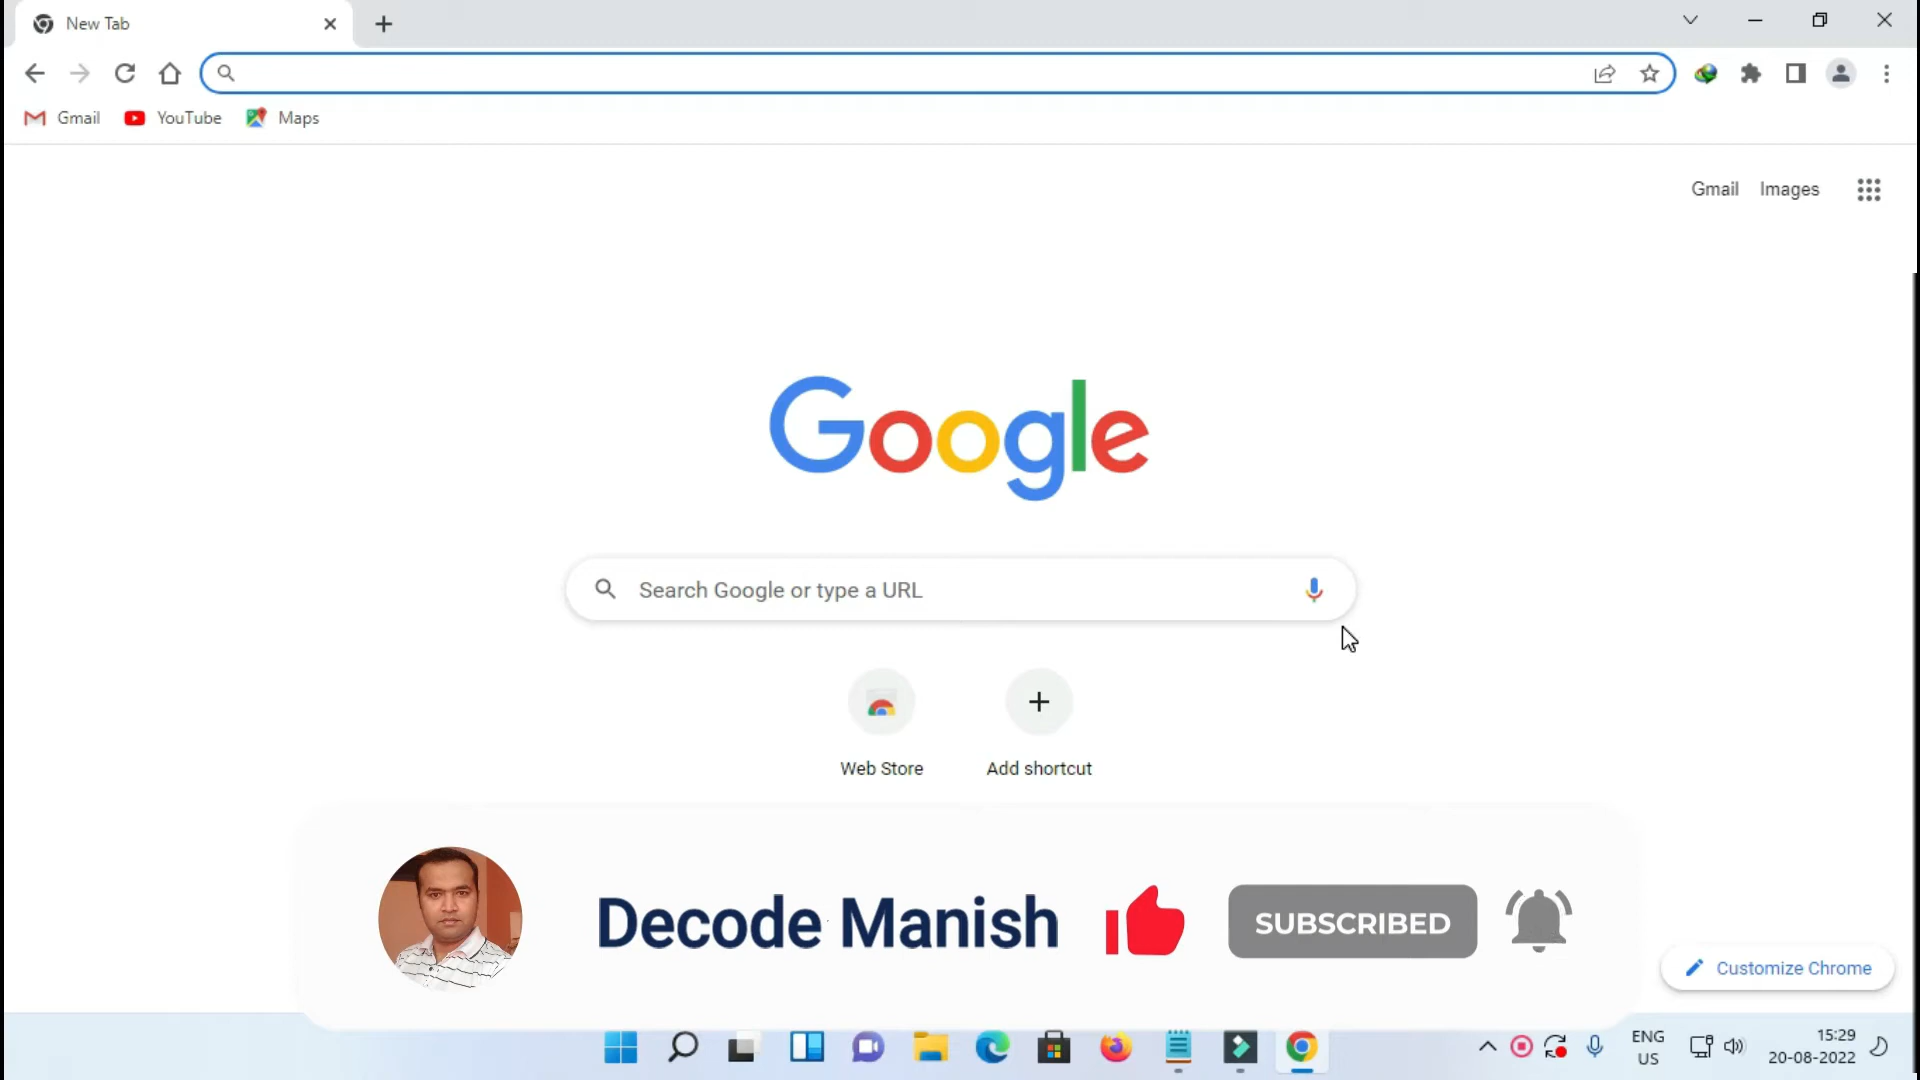 New Tab
Gmail YouTube Maps
Gmail Images
Google
Search Google or type a URL
Web Store Add shortcut
Decode Manish SUBSCRIBED
Customize Chrome
ENG 15:29
US 20-08-2022